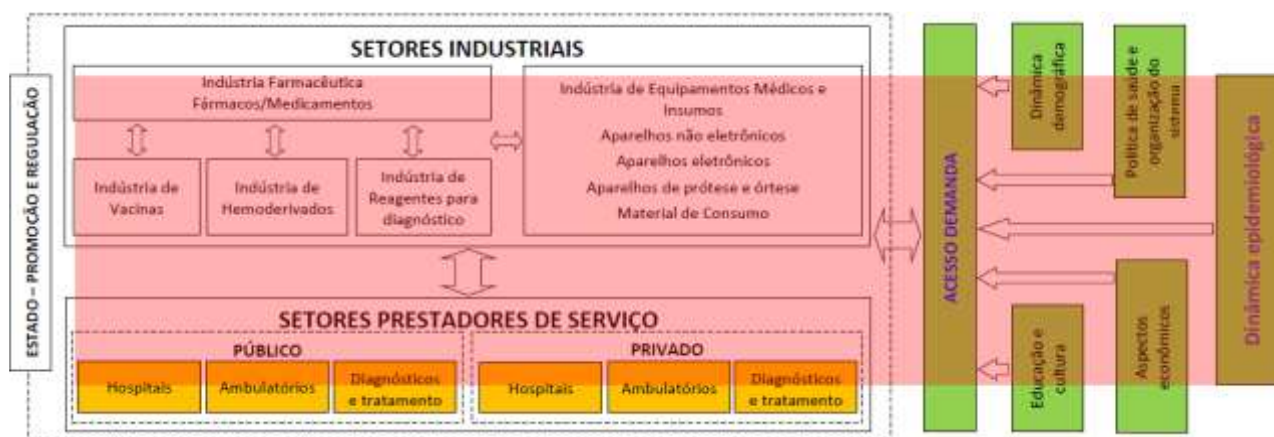 ESTADO – PROMOÇÃO E REGULAÇÃO
SETORES INDUSTRIAIS
Indústria Farmacêutica
Fármacos/Medicamentos
Indústria de
Vacinas
Indústria de
Hemoderivados
Indústria de
Reagentes para
diagnóstico
Indústria de Equipamentos Médicos e
Insumos
Aparelhos não eletrônicos
Aparelhos eletrônicos
Aparelhos de prótese e órtese
Material de Consumo
SETORES PRESTADORES DE SERVIÇO
PÚBLICO
Hospitais
Ambulatórios
Diagnósticos
e tratamento
PRIVADO
Hospitais
Ambulatórios
Diagnósticos
e tratamento
ACESSO DEMANDA
Dinâmica
demográfica
Política de saúde e
organização do
sistema
Educação e
cultura
Aspectos
econômicos
Dinâmica epidemiológica